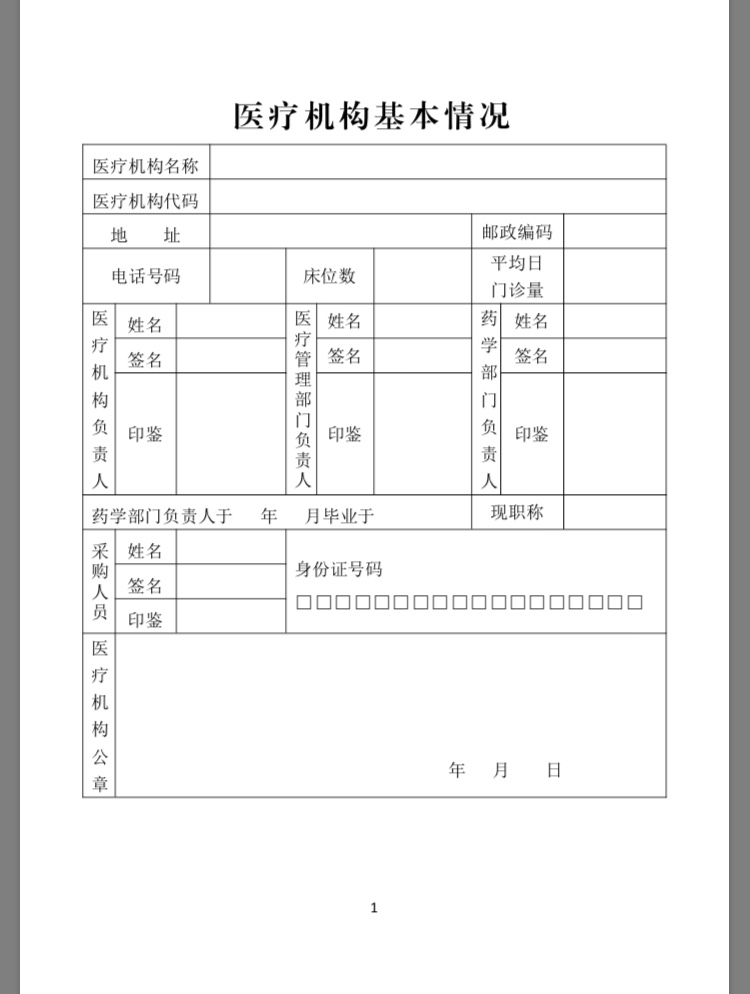 医疗机构基本情况
医疗机构名称
医疗机构代码
地 址
邮政编码
电话号码
床位数
平均日
门诊量
医疗机构负责人
姓名
签名
印鉴
医疗管理部门负责人
姓名
签名
印鉴
药学部门负责人
姓名
签名
印鉴
药学部门负责人于 年 月毕业于
现职称
采购人员
姓名
签名
印鉴
身份证号码
□□□□□□□□□□□□□□□□□□
医疗机构公章
年 月 日
1